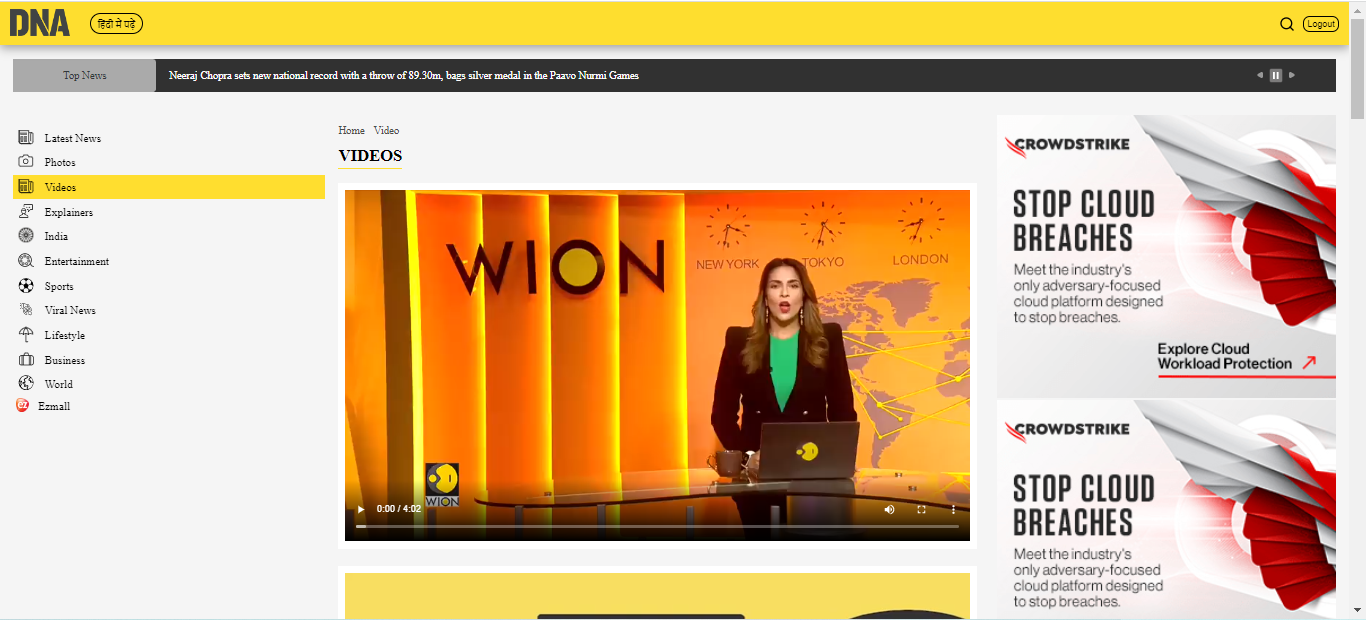 DNA
हिंदी में पढ़े
Logout
Top News
Neeraj Chopra sets new national record with a throw of 89.30m, bags silver medal in the Paavo Nurmi Games
Latest News
Photos
Videos
Explainers
India
Entertainment
Sports
Viral News
Lifestyle
Business
World
ez
Ezmall
Home Video
VIDEOS
WION
NEW YORK
TOKYO
LONDON
WION
0:00 / 4:02
CROWDSTRIKE
STOP CLOUD
BREACHES
Meet the industry's
only adversary-focused
cloud platform designed
to stop breaches.
Explore Cloud
Workload Protection
CROWDSTRIKE
STOP CLOUD
BREACHES
Meet the industry's
only adversary-focused
cloud platform designed
to stop breaches.